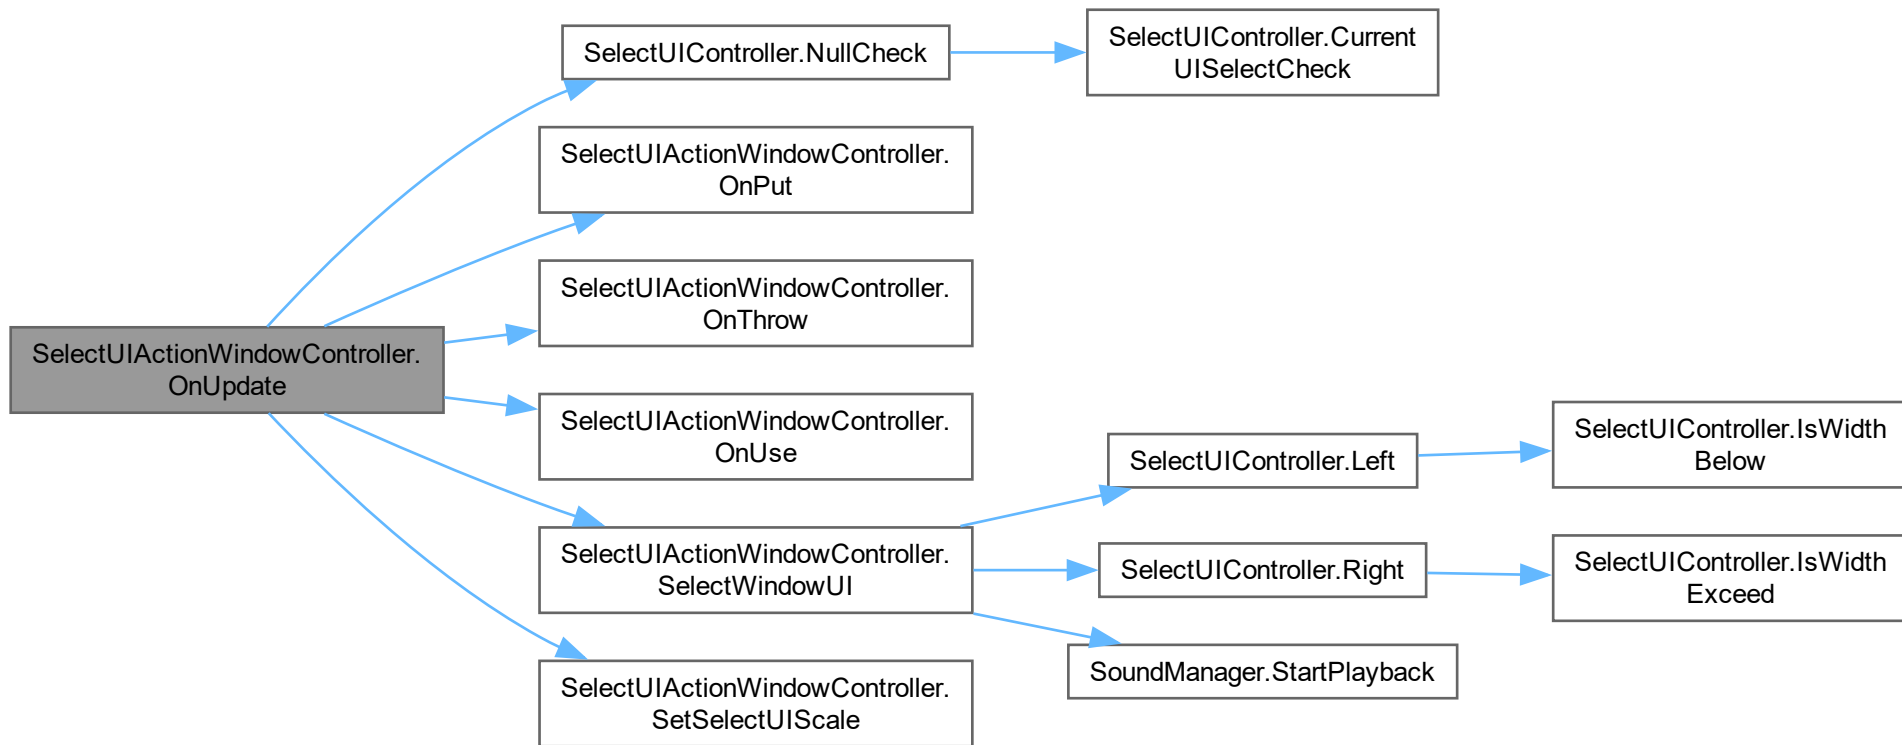 SelectUIActionWindowController.
OnUpdate
SelectUIController.NullCheck
SelectUIController.Current
UISelectCheck
SelectUIActionWindowController.
OnPut
SelectUIActionWindowController.
OnThrow
SelectUIActionWindowController.
OnUse
SelectUIActionWindowController.
SelectWindowUI
SelectUIController.Left
SelectUIController.IsWidth
Below
SelectUIController.Right
SelectUIController.IsWidth
Exceed
SoundManager.StartPlayback
SelectUIActionWindowController.
SetSelectUIScale